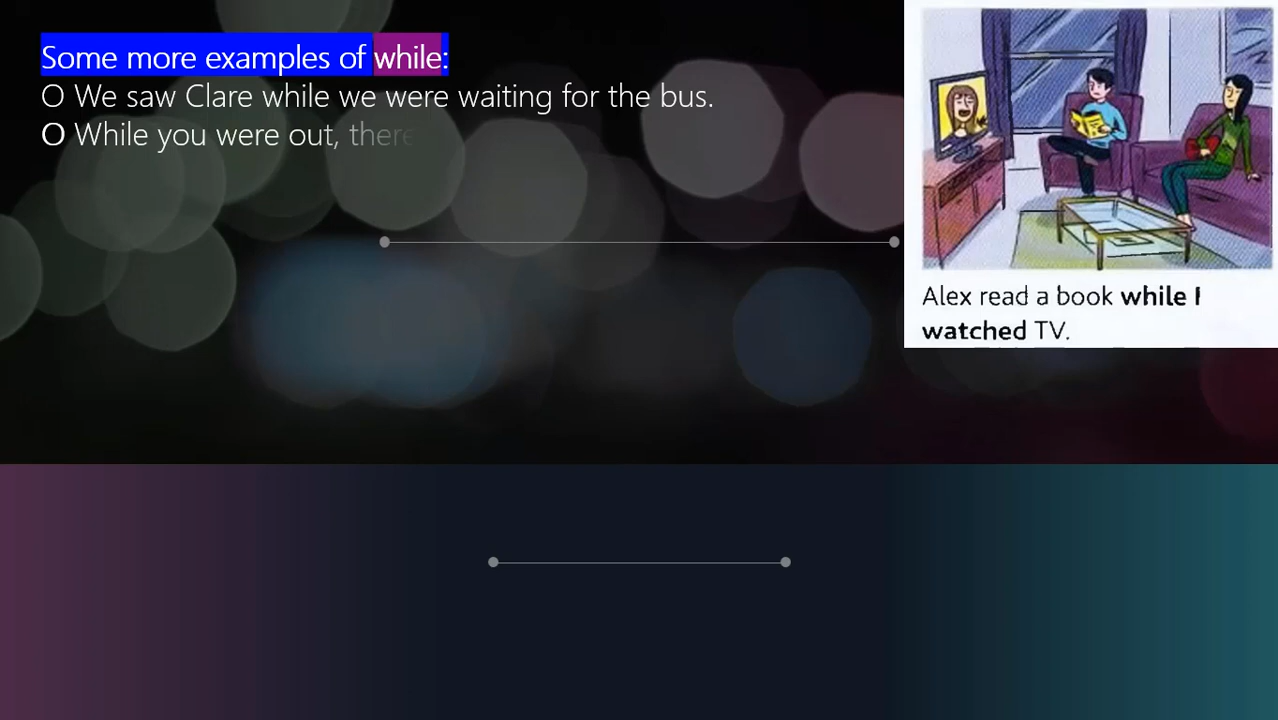 Some more examples of while:
O We saw Clare while we were waiting for the bus.
O While you were out, there
Alex read a book while I
watched TV.